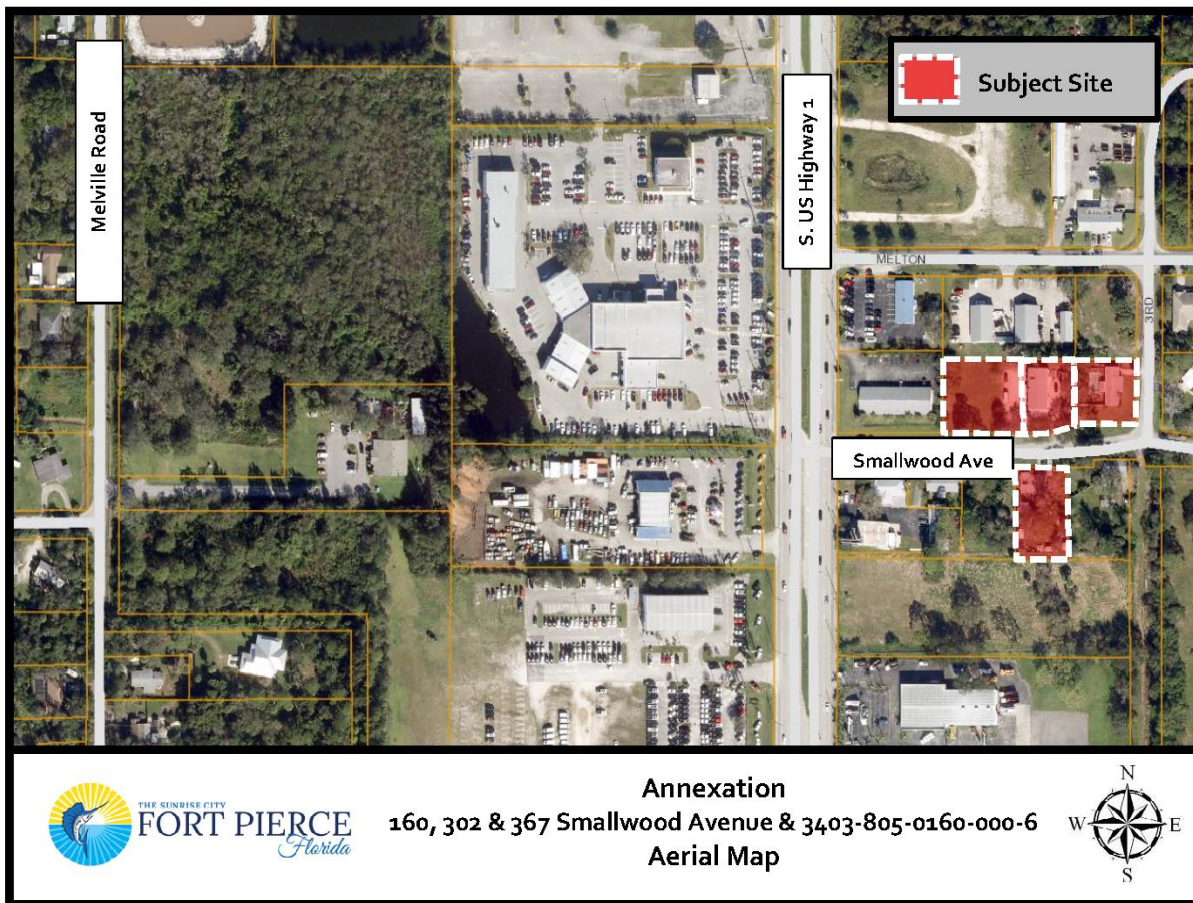 Subject Site
Melville Road
S. US Highway 1
MELTON
3RD
Smallwood Ave
THE SUNRISE CITY
FORT PIERCE
Florida
Annexation
160, 302 & 367 Smallwood Avenue & 3403-805-0160-000-6
Aerial Map
N
W
E
S